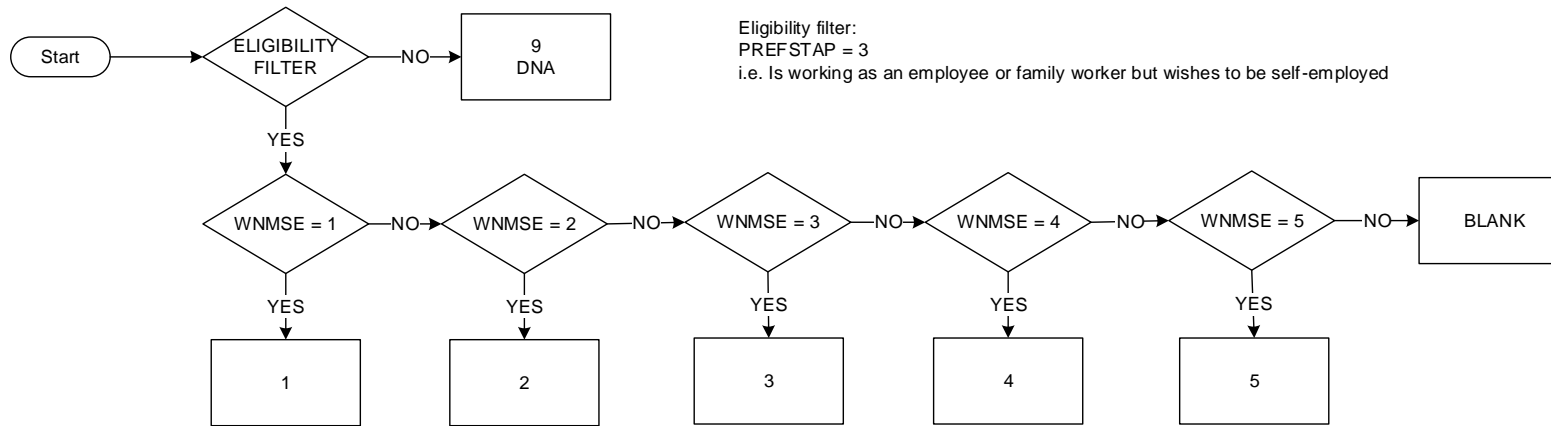 Start
ELIGIBILITY
FILTER
NO
9
DNA
Eligibility filter:
PREFSTAP = 3
i.e. Is working as an employee or family worker but wishes to be self-employed
YES
WNMSE = 1
NO
WNMSE = 2
NO
WNMSE = 3
NO
WNMSE = 4
NO
WNMSE = 5
NO
BLANK
YES
YES
YES
YES
YES
1
2
3
4
5